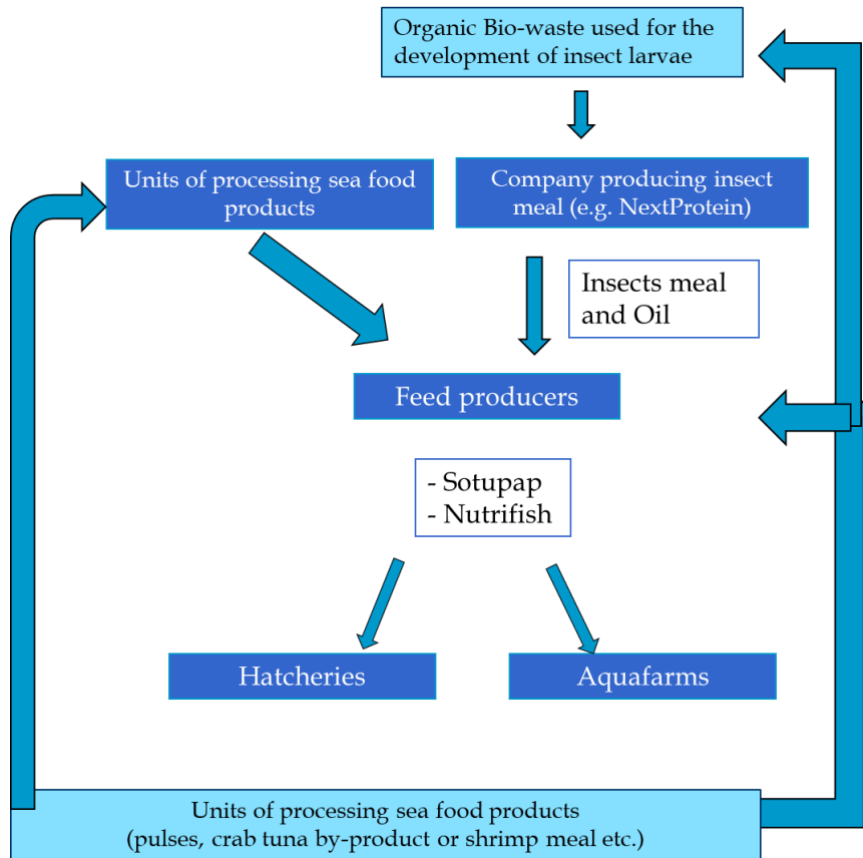 Organic Bio-waste used for the
development of insect larvae
Units of processing sea food
products
Company producing insect
meal (e.g. NextProtein)
Insects meal
and Oil
Feed producers
- Sotupap
- Nutrifish
Hatcheries
Aquafarms
Units of processing sea food products
(pulses, crab tuna by-product or shrimp meal etc.)